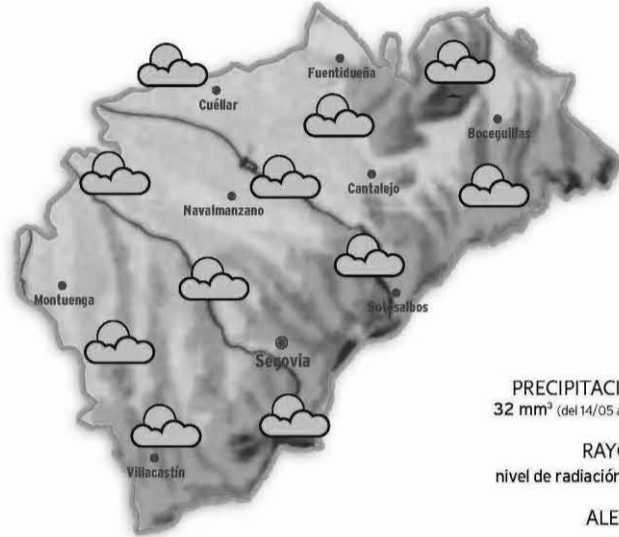 Fuentidueña
Cuéllar
Boceguillas
Cantalejo
Navalmanzano
Montuenga
Sotosalbos
Segovia
PRECIPITACI
32 mm³ (del 14/05 a
RAYO
nivel de radiación
ALE
Villacastín